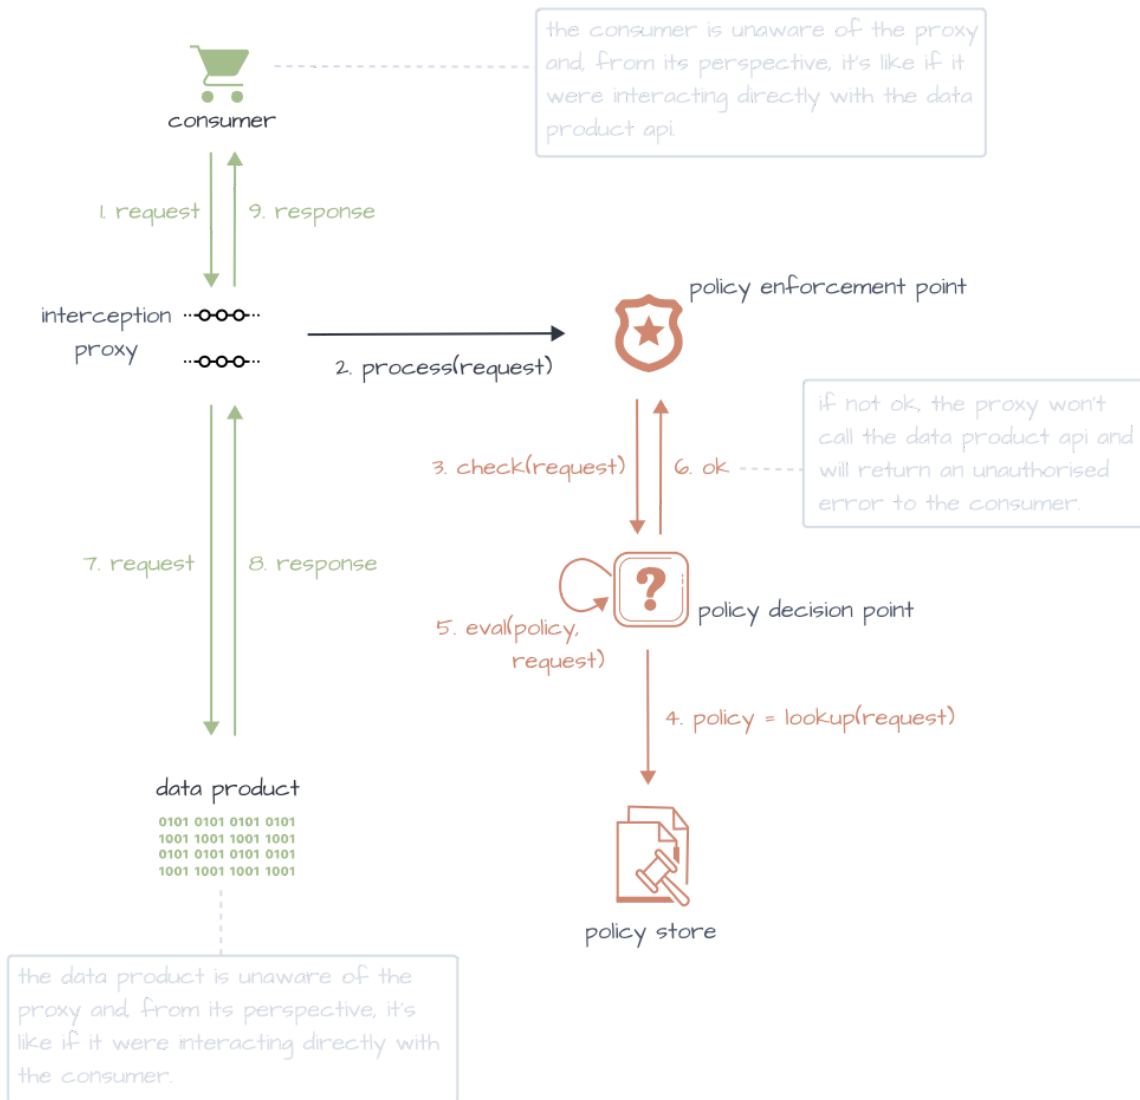 the consumer is unaware of the proxy
and, from its perspective, it's like if it
were interacting directly with the data
product api.
consumer
1. request
9. response
interception
proxy
2. process(request)
policy enforcement point
if not ok, the proxy won't
call the data product api and
will return an unauthorised
error to the consumer.
3. check(request)
6. ok
7. request
8. response
policy decision point
5. eval(policy,
request)
4. policy = lookup(request)
data product
0101 0101 0101 0101
1001 1001 1001 1001
0101 0101 0101 0101
1001 1001 1001 1001
policy store
the data product is unaware of the
proxy and, from its perspective, it's
like if it were interacting directly with
the consumer.